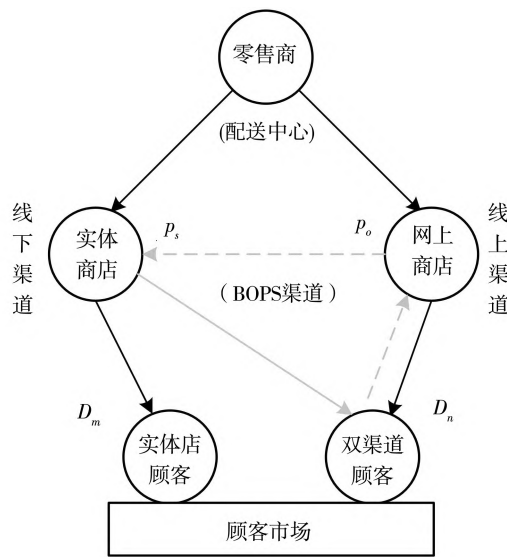 零售商
(配送中心)
线下渠道
实体
商店
p_s
p_o
网上
商店
线上渠道
（BOPS渠道）
D_m
D_n
实体店
顾客
双渠道
顾客
顾客市场